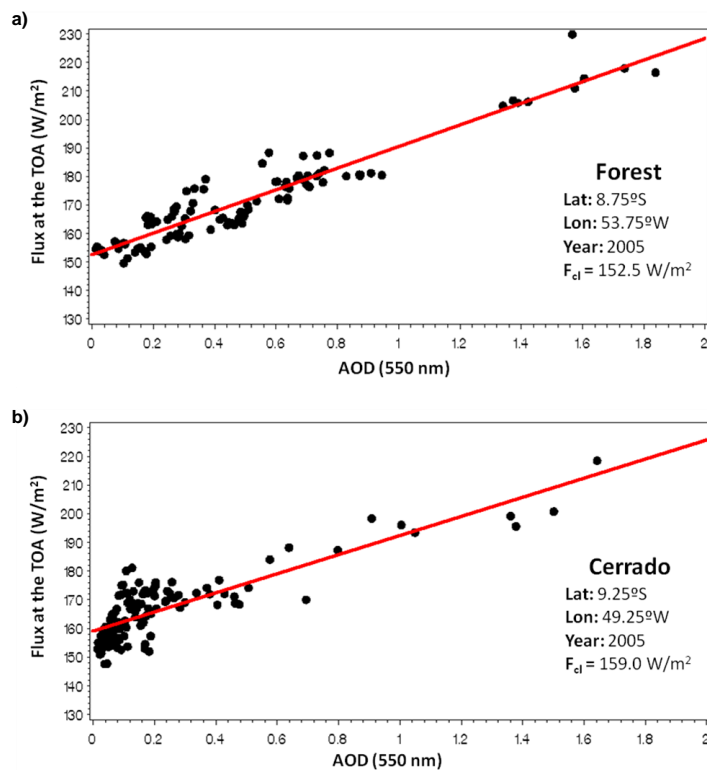 a)
230
220
210
200
190
180
170
160
150
140
130
Flux at the TOA (W/m²)
Forest
Lat: 8.75ºS
Lon: 53.75ºW
Year: 2005
F_cl = 152.5 W/m²
0 0.2 0.4 0.6 0.8 1 1.2 1.4 1.6 1.8 2
AOD (550 nm)
b)
230
220
210
200
190
180
170
160
150
140
130
Flux at the TOA (W/m²)
Cerrado
Lat: 9.25ºS
Lon: 49.25ºW
Year: 2005
F_cl = 159.0 W/m²
0 0.2 0.4 0.6 0.8 1 1.2 1.4 1.6 1.8 2
AOD (550 nm)